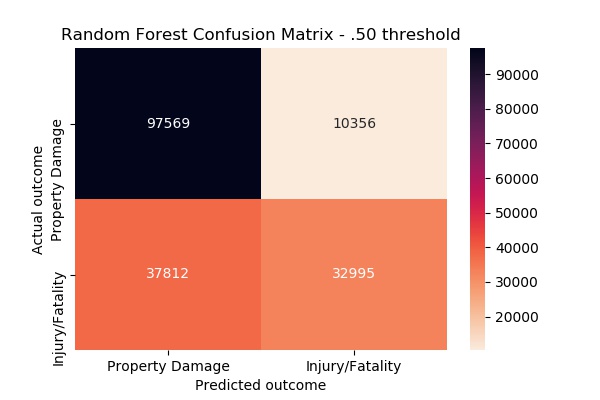 Random Forest Confusion Matrix - .50 threshold
Actual outcome
Property Damage
Injury/Fatality
97569
10356
37812
32995
Property Damage
Injury/Fatality
Predicted outcome
90000
80000
70000
60000
50000
40000
30000
20000